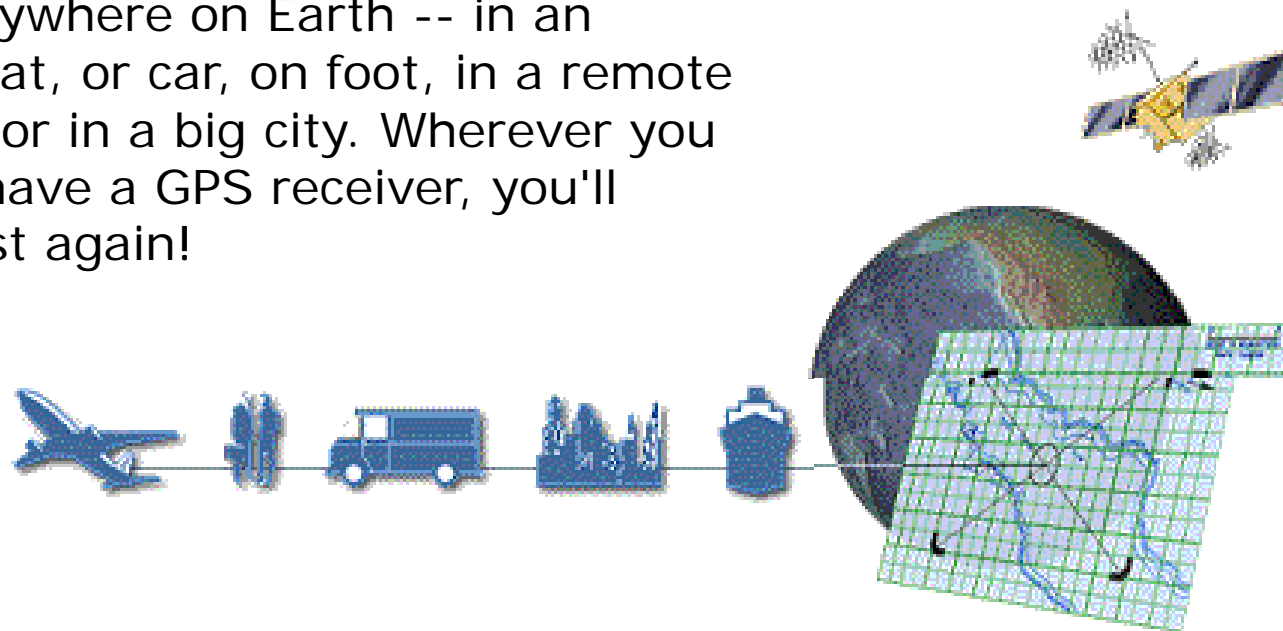 ywhere on Earth -- in an
at, or car, on foot, in a remote
or in a big city. Wherever you
have a GPS receiver, you'll
st again!